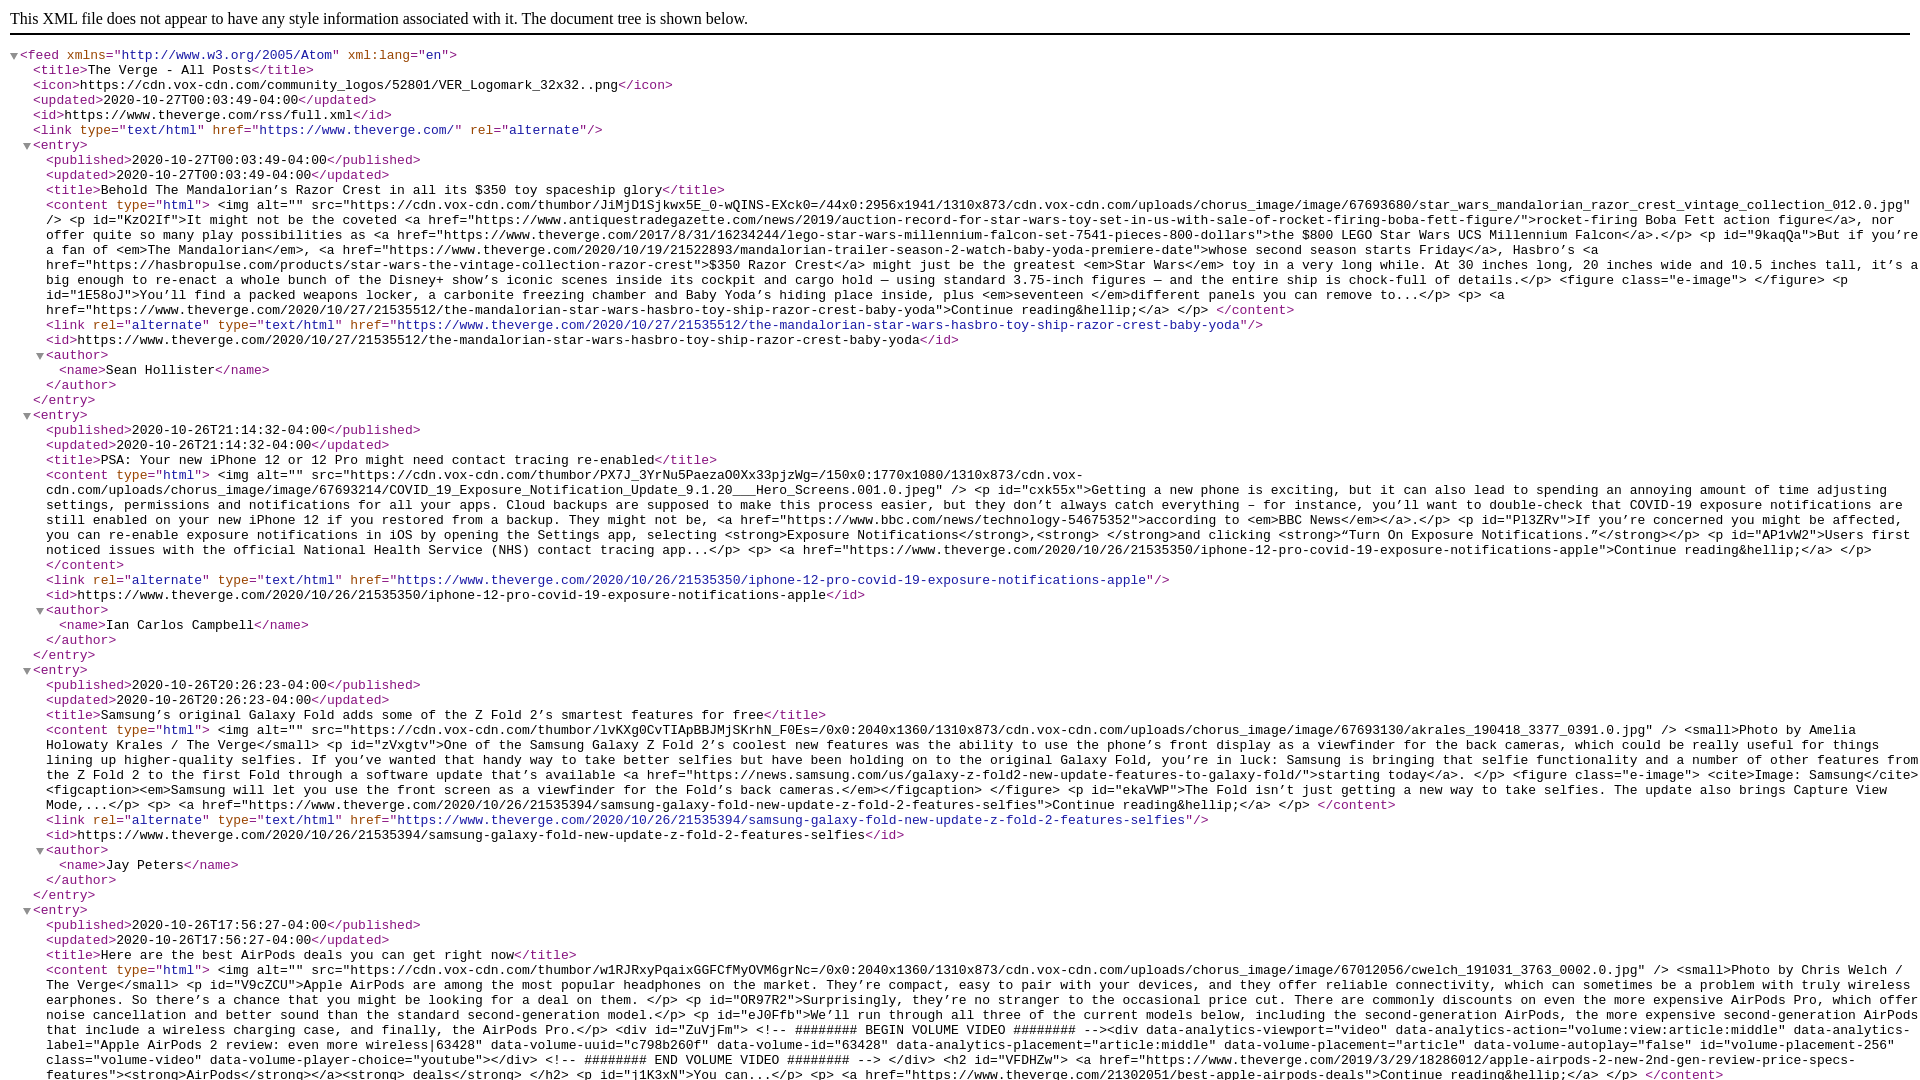 This XML file does not appear to have any style information associated with it. The document tree is shown below.
<feed xmlns="http://www.w3.org/2005/Atom" xml:lang="en">
<title>The Verge - All Posts</title>
<icon>https://cdn.vox-cdn.com/community_logos/52801/VER_Logomark_32x32..png</icon>
<updated>2020-10-27T00:03:49-04:00</updated>
<id>https://www.theverge.com/rss/full.xml</id>
<link type="text/html" href="https://www.theverge.com/" rel="alternate"/>
<entry>
<published>2020-10-27T00:03:49-04:00</published>
<updated>2020-10-27T00:03:49-04:00</updated>
<title>Behold The Mandalorian’s Razor Crest in all its $350 toy spaceship glory</title>
<content type="html"> <img alt="" src="https://cdn.vox-cdn.com/thumbor/JiMjD1Sjkwx5E_0-wQINS-EXck0=/44x0:2956x1941/1310x873/cdn.vox-cdn.com/uploads/chorus_image/image/67693680/star_wars_mandalorian_razor_crest_vintage_collection_012.0.jpg"
/> <p id="KzO2If">It might not be the coveted <a href="https://www.antiquestradegazette.com/news/2019/auction-record-for-star-wars-toy-set-in-us-with-sale-of-rocket-firing-boba-fett-figure/">rocket-firing Boba Fett action figure</a>, nor
offer quite so many play possibilities as <a href="https://www.theverge.com/2017/8/31/16234244/lego-star-wars-millennium-falcon-set-7541-pieces-800-dollars">the $800 LEGO Star Wars UCS Millennium Falcon</a>.</p> <p id="9kaqQa">But if you’re
a fan of <em>The Mandalorian</em>, <a href="https://www.theverge.com/2020/10/19/21522893/mandalorian-trailer-season-2-watch-baby-yoda-premiere-date">whose second season starts Friday</a>, Hasbro’s <a
href="https://hasbropulse.com/products/star-wars-the-vintage-collection-razor-crest">$350 Razor Crest</a> might just be the greatest <em>Star Wars</em> toy in a very long while. At 30 inches long, 20 inches wide and 10.5 inches tall, it’s a
big enough to re-enact a whole bunch of the Disney+ show’s iconic scenes inside its cockpit and cargo hold — using standard 3.75-inch figures — and the entire ship is chock-full of details.</p> <figure class="e-image"> </figure> <p
id="1E58oJ">You’ll find a packed weapons locker, a carbonite freezing chamber and Baby Yoda’s hiding place inside, plus <em>seventeen </em>different panels you can remove to...</p> <p> <a
href="https://www.theverge.com/2020/10/27/21535512/the-mandalorian-star-wars-hasbro-toy-ship-razor-crest-baby-yoda">Continue reading&hellip;</a> </p> </content>
<link rel="alternate" type="text/html" href="https://www.theverge.com/2020/10/27/21535512/the-mandalorian-star-wars-hasbro-toy-ship-razor-crest-baby-yoda"/>
<id>https://www.theverge.com/2020/10/27/21535512/the-mandalorian-star-wars-hasbro-toy-ship-razor-crest-baby-yoda</id>
<author>
<name>Sean Hollister</name>
</author>
</entry>
<entry>
<published>2020-10-26T21:14:32-04:00</published>
<updated>2020-10-26T21:14:32-04:00</updated>
<title>PSA: Your new iPhone 12 or 12 Pro might need contact tracing re-enabled</title>
<content type="html"> <img alt="" src="https://cdn.vox-cdn.com/thumbor/PX7J_3YrNu5PaezaO0Xx33pjzWg=/150x0:1770x1080/1310x873/cdn.vox-
cdn.com/uploads/chorus_image/image/67693214/COVID_19_Exposure_Notification_Update_9.1.20___Hero_Screens.001.0.jpeg" /> <p id="cxk55x">Getting a new phone is exciting, but it can also lead to spending an annoying amount of time adjusting
settings, permissions and notifications for all your apps. Cloud backups are supposed to make this process easier, but they don’t always catch everything – for instance, you’ll want to double-check that COVID-19 exposure notifications are
still enabled on your new iPhone 12 if you restored from a backup. They might not be, <a href="https://www.bbc.com/news/technology-54675352">according to <em>BBC News</em></a>.</p> <p id="Pl3ZRv">If you’re concerned you might be affected,
you can re-enable exposure notifications in iOS by opening the Settings app, selecting <strong>Exposure Notifications</strong>,<strong> </strong>and clicking <strong>“Turn On Exposure Notifications.”</strong></p> <p id="AP1vW2">Users first
noticed issues with the official National Health Service (NHS) contact tracing app...</p> <p> <a href="https://www.theverge.com/2020/10/26/21535350/iphone-12-pro-covid-19-exposure-notifications-apple">Continue reading&hellip;</a> </p>
</content>
<link rel="alternate" type="text/html" href="https://www.theverge.com/2020/10/26/21535350/iphone-12-pro-covid-19-exposure-notifications-apple"/>
<id>https://www.theverge.com/2020/10/26/21535350/iphone-12-pro-covid-19-exposure-notifications-apple</id>
<author>
<name>Ian Carlos Campbell</name>
</author>
</entry>
<entry>
<published>2020-10-26T20:26:23-04:00</published>
<updated>2020-10-26T20:26:23-04:00</updated>
<title>Samsung’s original Galaxy Fold adds some of the Z Fold 2’s smartest features for free</title>
<content type="html"> <img alt="" src="https://cdn.vox-cdn.com/thumbor/lvKXg0CvTIApBBJMjSKrhN_F0Es=/0x0:2040x1360/1310x873/cdn.vox-cdn.com/uploads/chorus_image/image/67693130/akrales_190418_3377_0391.0.jpg" /> <small>Photo by Amelia
Holowaty Krales / The Verge</small> <p id="zVxgtv">One of the Samsung Galaxy Z Fold 2’s coolest new features was the ability to use the phone’s front display as a viewfinder for the back cameras, which could be really useful for things
lining up higher-quality selfies. If you’ve wanted that handy way to take better selfies but have been holding on to the original Galaxy Fold, you’re in luck: Samsung is bringing that selfie functionality and a number of other features from
the Z Fold 2 to the first Fold through a software update that’s available <a href="https://news.samsung.com/us/galaxy-z-fold2-new-update-features-to-galaxy-fold/">starting today</a>. </p> <figure class="e-image"> <cite>Image: Samsung</cite>
<figcaption><em>Samsung will let you use the front screen as a viewfinder for the Fold’s back cameras.</em></figcaption> </figure> <p id="ekaVWP">The Fold isn’t just getting a new way to take selfies. The update also brings Capture View
Mode,...</p> <p> <a href="https://www.theverge.com/2020/10/26/21535394/samsung-galaxy-fold-new-update-z-fold-2-features-selfies">Continue reading&hellip;</a> </p> </content>
<link rel="alternate" type="text/html" href="https://www.theverge.com/2020/10/26/21535394/samsung-galaxy-fold-new-update-z-fold-2-features-selfies"/>
<id>https://www.theverge.com/2020/10/26/21535394/samsung-galaxy-fold-new-update-z-fold-2-features-selfies</id>
<author>
<name>Jay Peters</name>
</author>
</entry>
<entry>
<published>2020-10-26T17:56:27-04:00</published>
<updated>2020-10-26T17:56:27-04:00</updated>
<title>Here are the best AirPods deals you can get right now</title>
<content type="html"> <img alt="" src="https://cdn.vox-cdn.com/thumbor/w1RJRxyPqaixGGFCfMyOVM6grNc=/0x0:2040x1360/1310x873/cdn.vox-cdn.com/uploads/chorus_image/image/67012056/cwelch_191031_3763_0002.0.jpg" /> <small>Photo by Chris Welch /
The Verge</small> <p id="V9cZCU">Apple AirPods are among the most popular headphones on the market. They’re compact, easy to pair with your devices, and they offer reliable connectivity, which can sometimes be a problem with truly wireless
earphones. So there’s a chance that you might be looking for a deal on them. </p> <p id="OR97R2">Surprisingly, they’re no stranger to the occasional price cut. There are commonly discounts on even the more expensive AirPods Pro, which offer
noise cancellation and better sound than the standard second-generation model.</p> <p id="eJ0Ffb">We’ll run through all three of the current models below, including the second-generation AirPods, the more expensive second-generation AirPods
that include a wireless charging case, and finally, the AirPods Pro.</p> <div id="ZuVjFm"> <!-- ######## BEGIN VOLUME VIDEO ######## --><div data-analytics-viewport="video" data-analytics-action="volume:view:article:middle" data-analytics-
label="Apple AirPods 2 review: even more wireless|63428" data-volume-uuid="c798b260f" data-volume-id="63428" data-analytics-placement="article:middle" data-volume-placement="article" data-volume-autoplay="false" id="volume-placement-256"
class="volume-video" data-volume-player-choice="youtube"></div> <!-- ######## END VOLUME VIDEO ######## --> </div> <h2 id="VFDHZw"> <a href="https://www.theverge.com/2019/3/29/18286012/apple-airpods-2-new-2nd-gen-review-price-specs-
features"><strong>AirPods</strong></a><strong> deals</strong> </h2> <p id="j1K3xN">You can...</p> <p> <a href="https://www.theverge.com/21302051/best-apple-airpods-deals">Continue reading&hellip;</a> </p> </content>